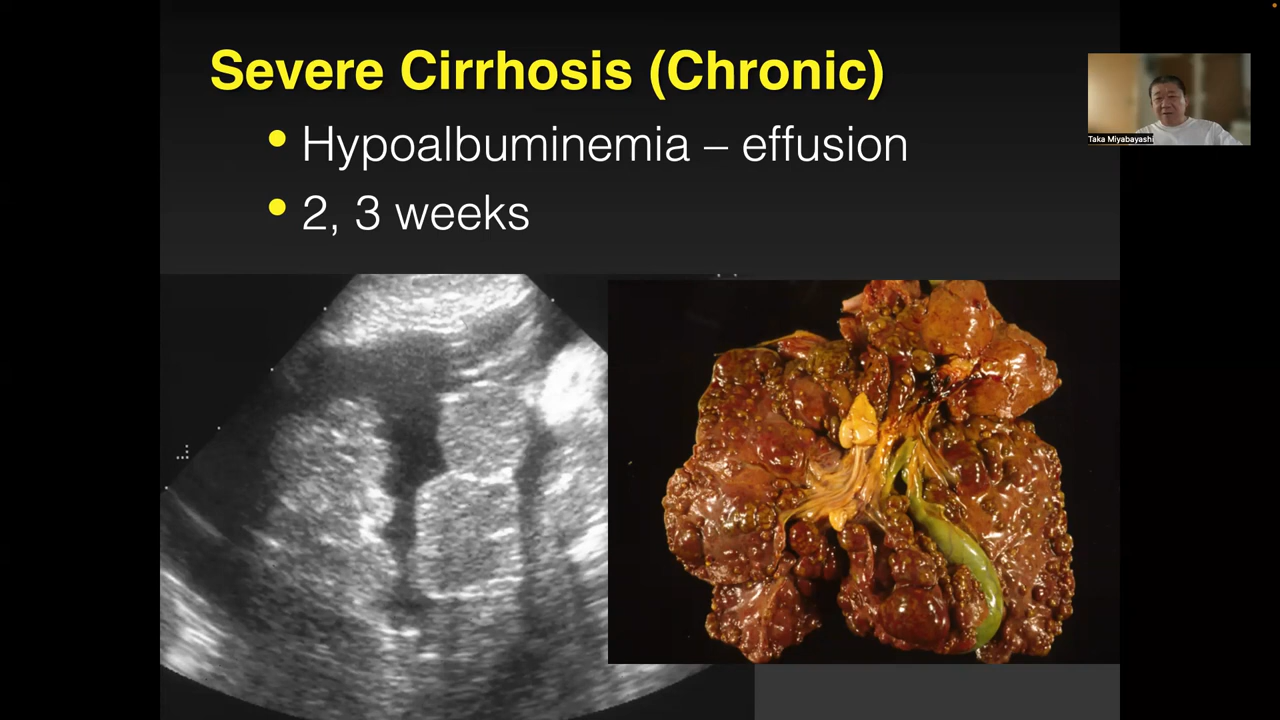 Severe Cirrhosis (Chronic)
• Hypoalbuminemia – effusion
• 2, 3 weeks
Taka Miyabayashi